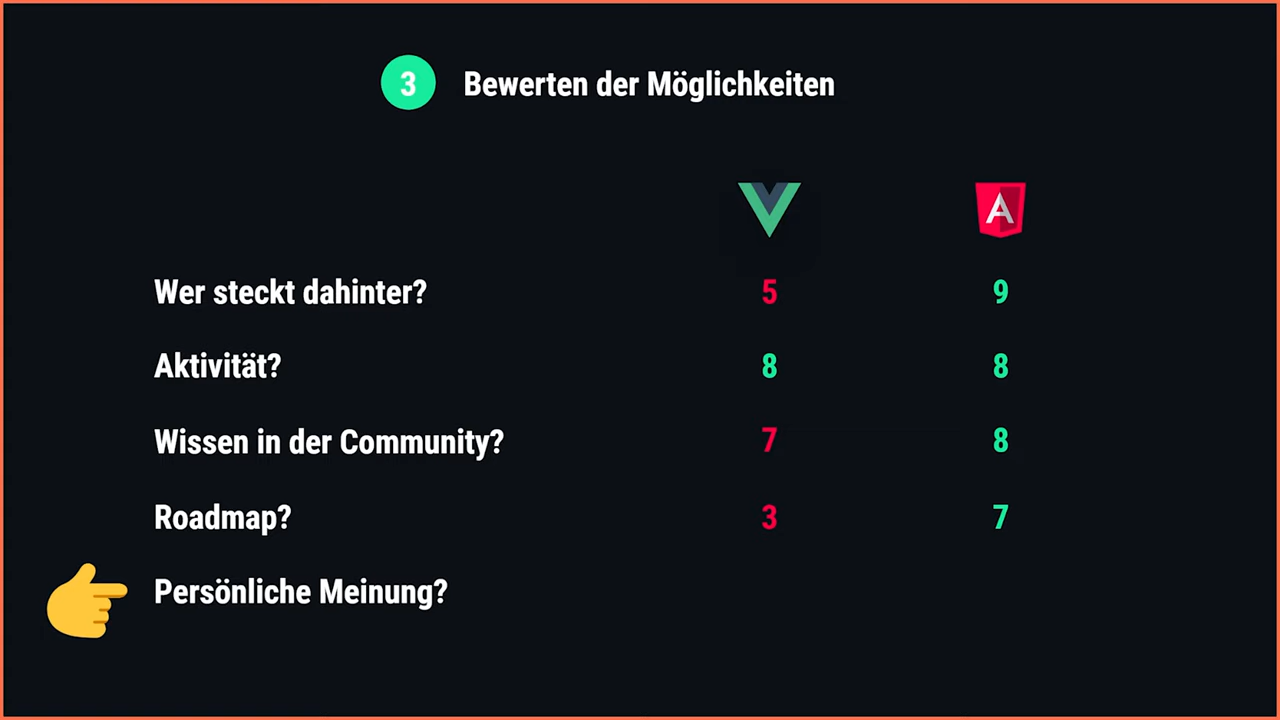 3 Bewerten der Möglichkeiten
A
Wer steckt dahinter? 5 9
Aktivität? 8 8
Wissen in der Community? 7 8
Roadmap? 3 7
Persönliche Meinung?